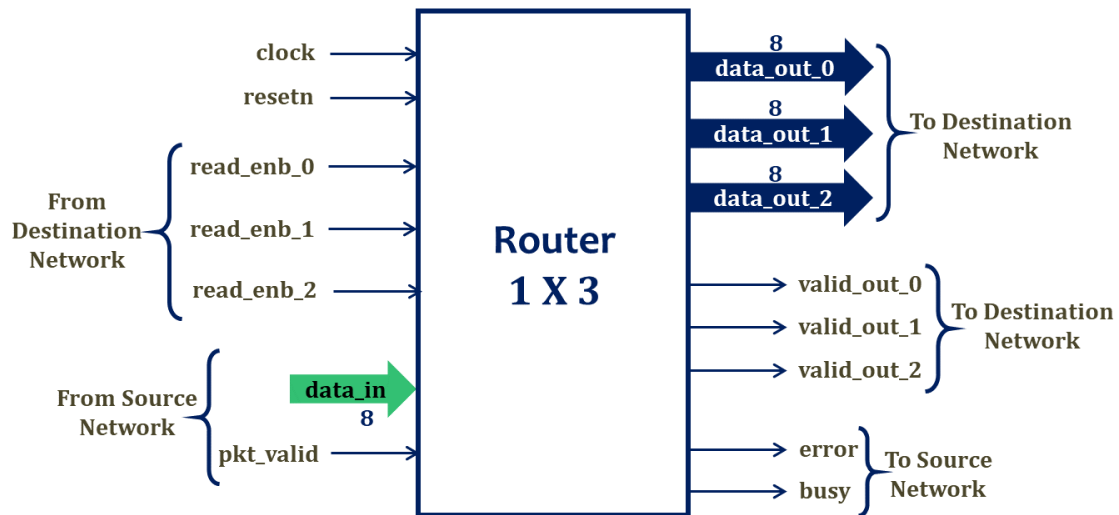 clock
resetn
From
Destination
Network
read_enb_0
read_enb_1
read_enb_2
From Source
Network
data_in
8
pkt_valid
Router
1 X 3
8
data_out_0
8
data_out_1
8
data_out_2
To Destination
Network
valid_out_0
valid_out_1
valid_out_2
To Destination
Network
error
busy
To Source
Network